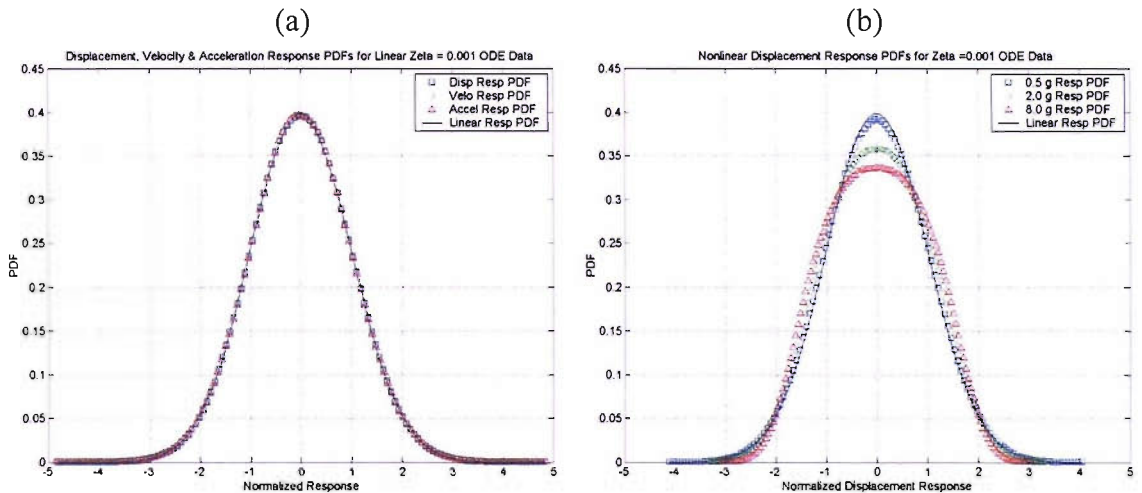 (a)
(b)
Displacement, Velocity & Acceleration Response PDFs for Linear Zeta = 0.001 ODE Data
0.45
0.4
0.35
0.3
0.25
0.2
0.15
0.1
0.05
0
PDF
-5
-4
-3
-2
-1
0
1
2
3
4
5
Normalized Response
Disp Resp PDF
Velo Resp PDF
Accel Resp PDF
Linear Resp PDF
Nonlinear Displacement Response PDFs for Zeta =0.001 ODE Data
0.45
0.4
0.35
0.3
0.25
0.2
0.15
0.1
0.05
0
PDF
-5
-4
-3
-2
-1
0
1
2
3
4
5
Normalized Displacement Response
0.5 g Resp PDF
2.0 g Resp PDF
8.0 g Resp PDF
Linear Resp PDF